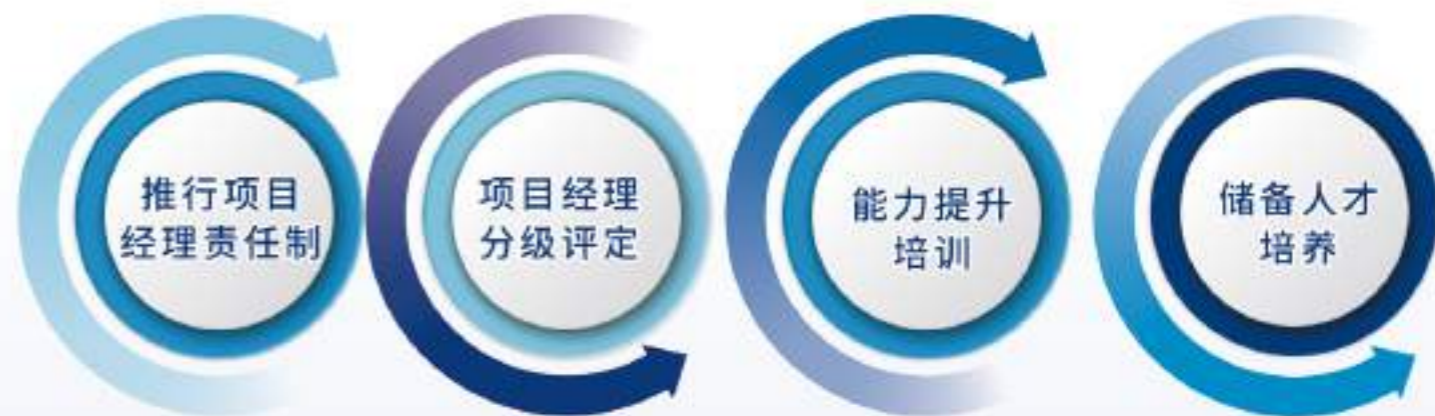 推行项目
经理责任制
项目经理
分级评定
能力提升
培训
储备人才
培养